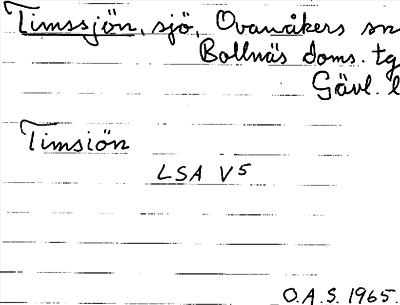 Timssjön, sjö, Ovanåkers sn
Bollnäs doms. tg
Gävl. l
Timsiön
LSA V5
O.A.S. 1965.